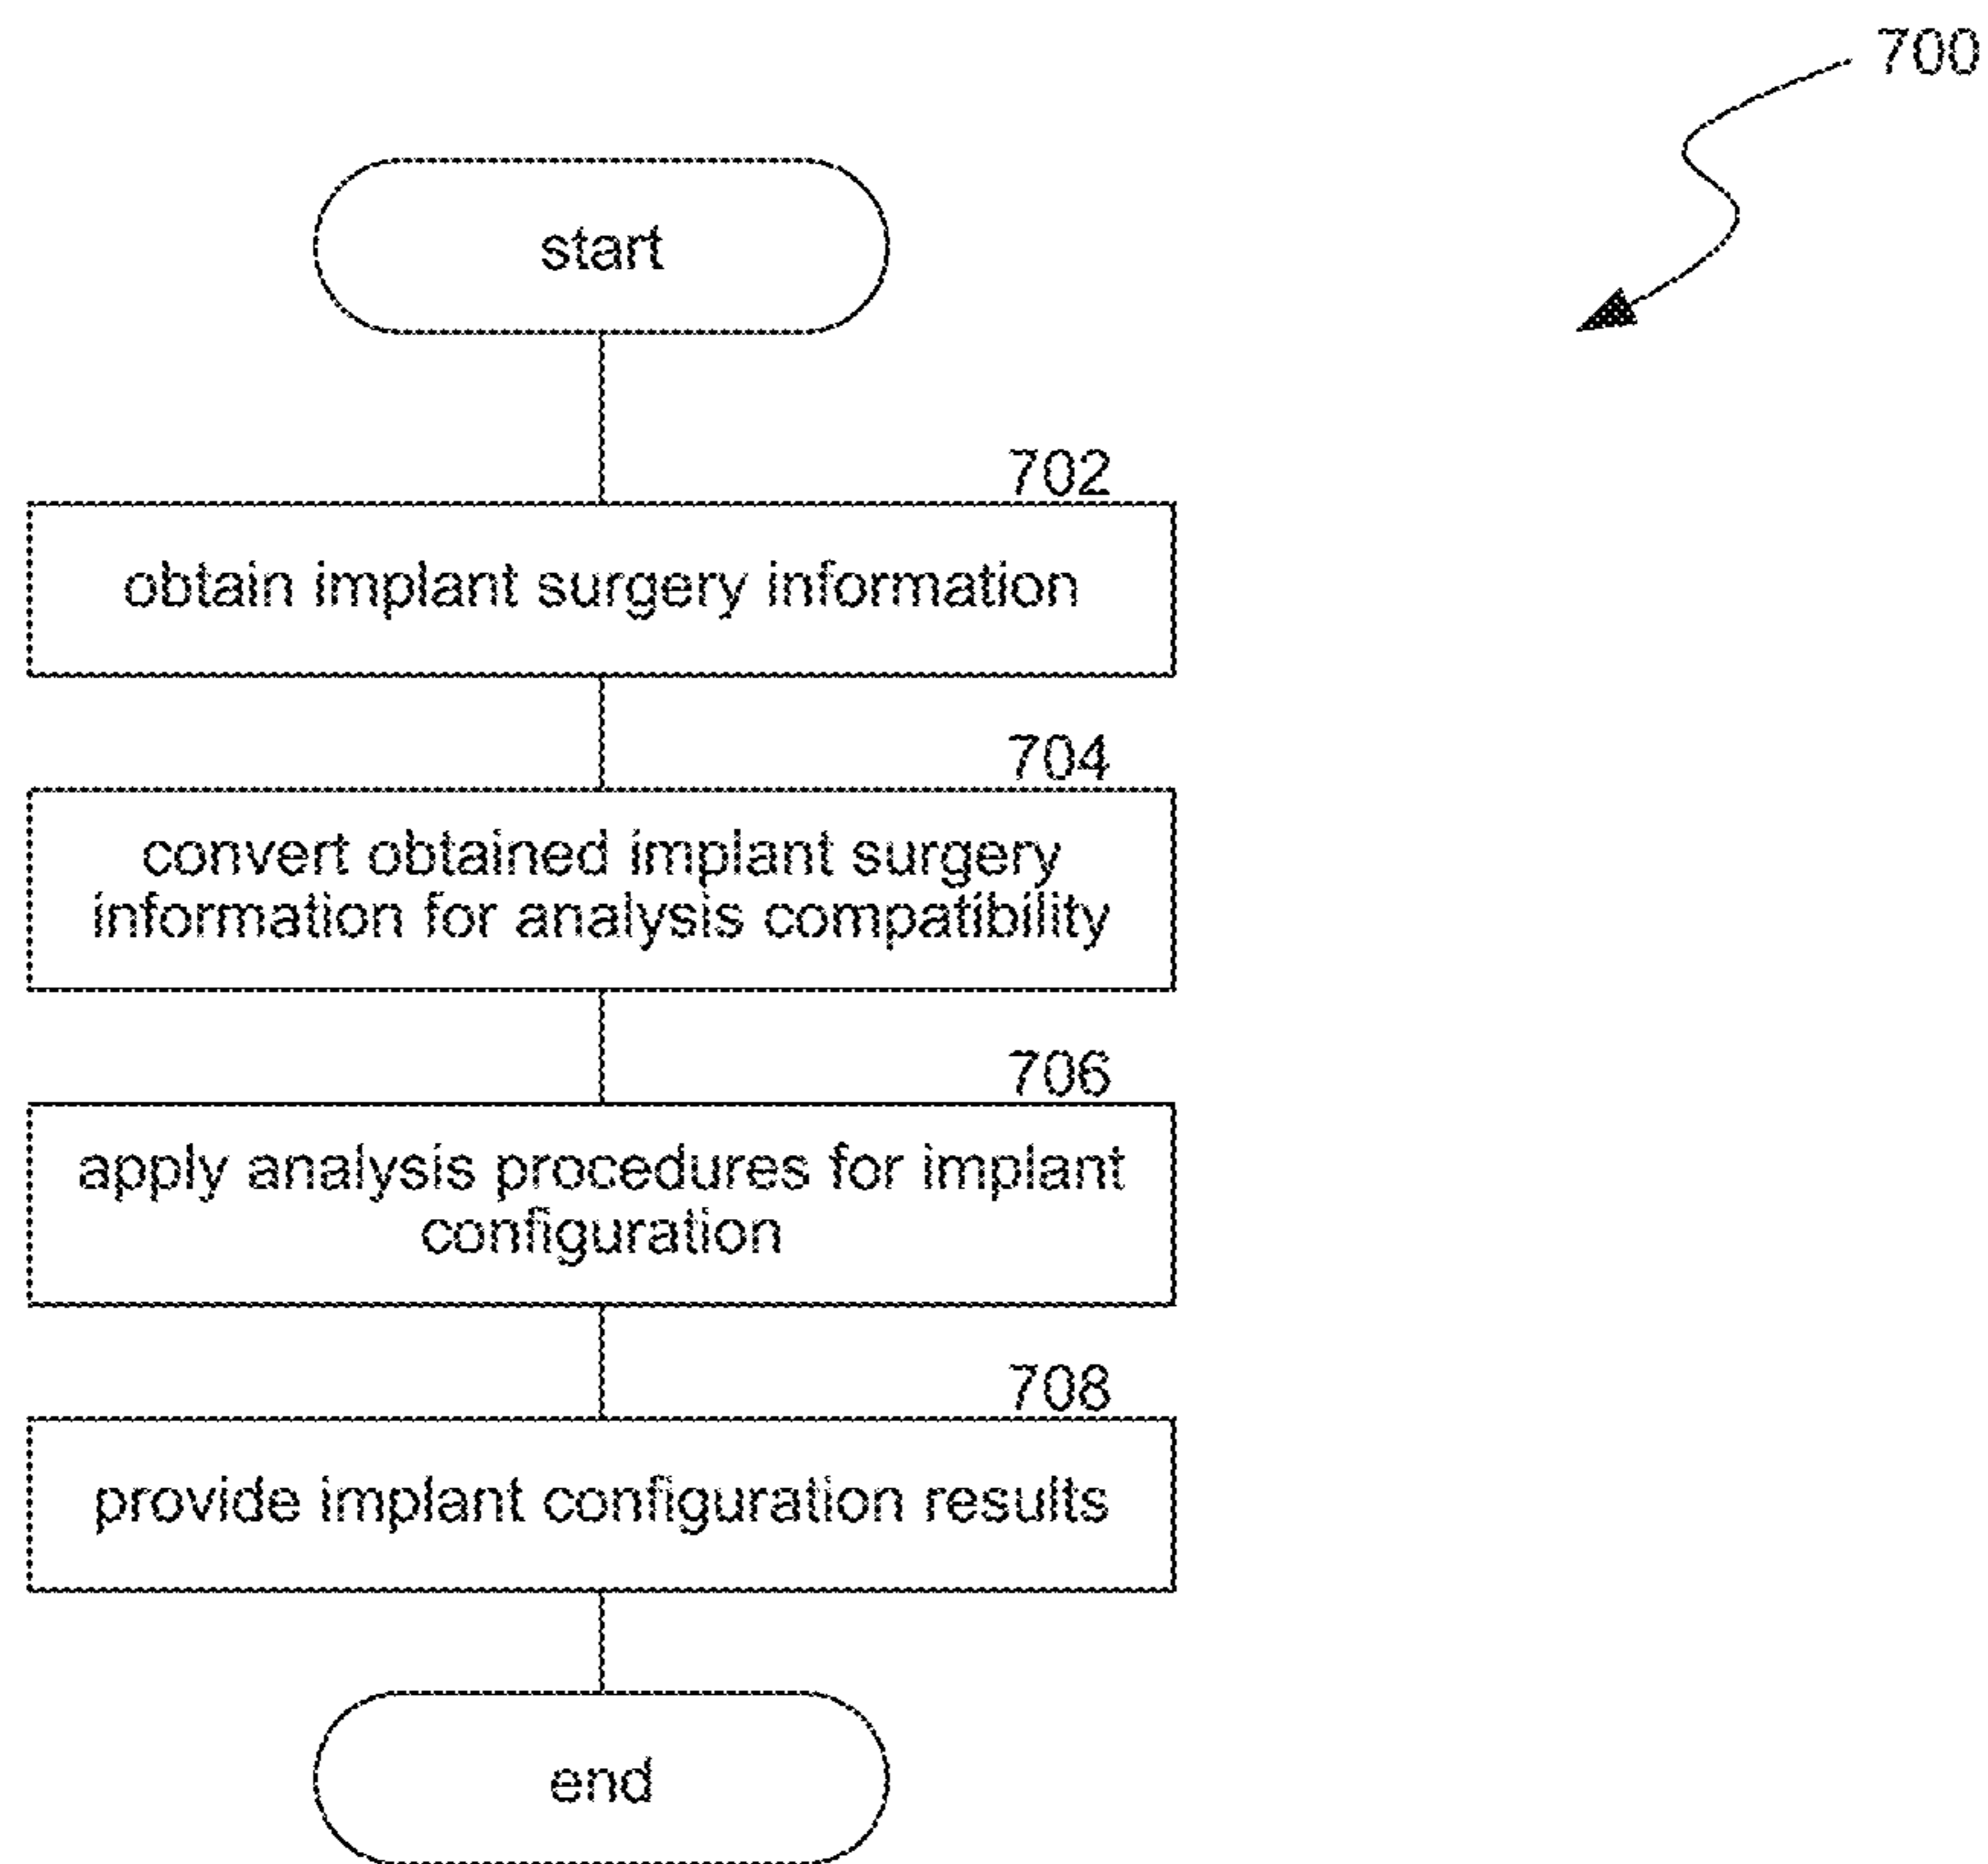 700
start
702
obtain implant surgery information
704
convert obtained implant surgery
information for analysis compatibility
706
apply analysis procedures for implant
configuration
708
provide implant configuration results
end